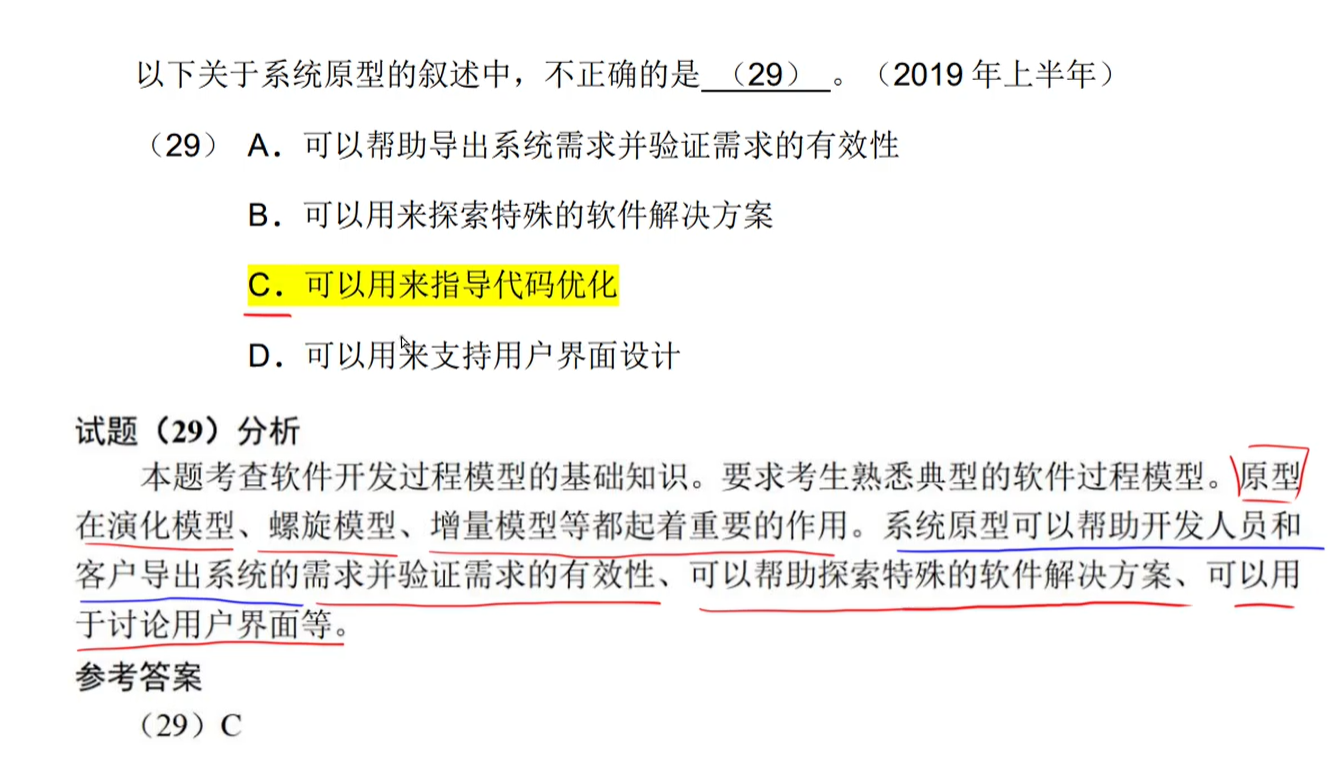 以下关于系统原型的叙述中，不正确的是（29）。（2019 年上半年）
（29） A．可以帮助导出系统需求并验证需求的有效性
B．可以用来探索特殊的软件解决方案
C．可以用来指导代码优化
D．可以用来支持用户界面设计
试题（29）分析
本题考查软件开发过程模型的基础知识。要求考生熟悉典型的软件过程模型。原型
在演化模型、螺旋模型、增量模型等都起着重要的作用。系统原型可以帮助开发人员和
客户导出系统的需求并验证需求的有效性、可以帮助探索特殊的软件解决方案、可以用
于讨论用户界面等。
参考答案
（29）C